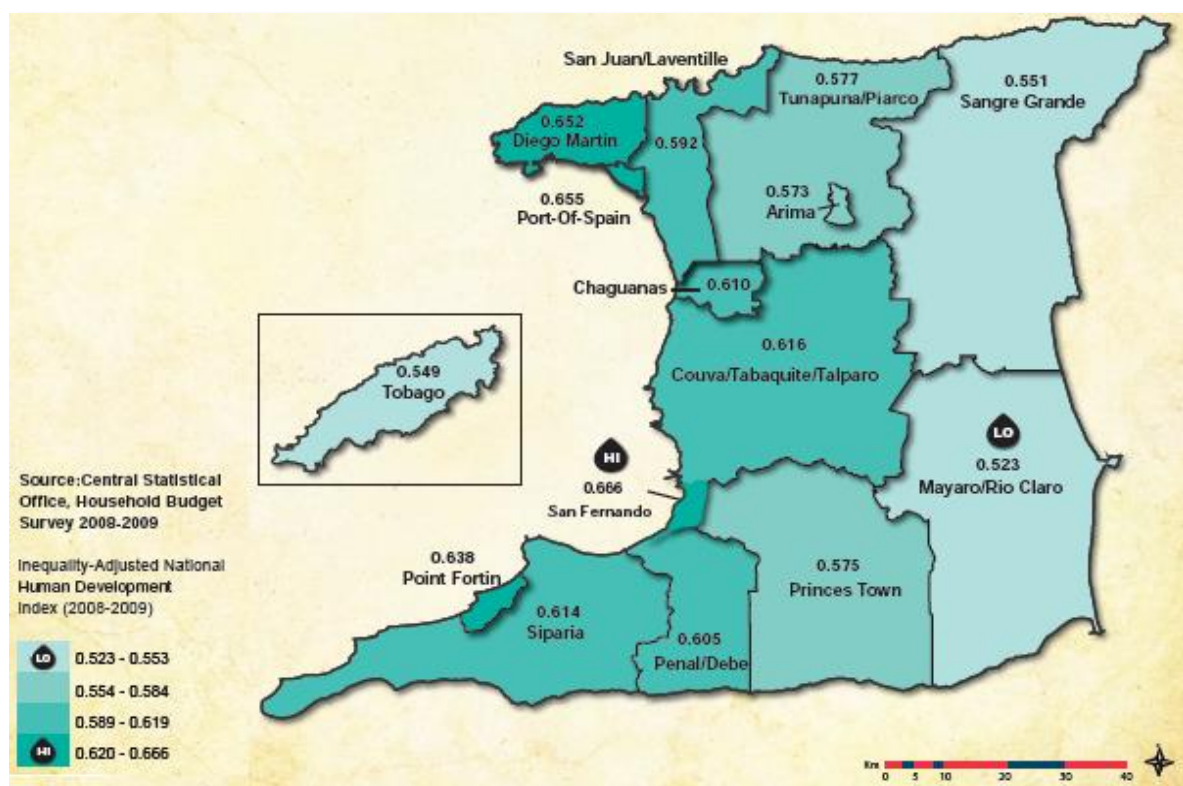 San Juan/Laventille
0.577
Tunapuna/Piarco
0.551
Sangre Grande
0.652
Diego Martin
0.592
0.655
Port-Of-Spain
0.573
Arima
Chaguanas
0.610
0.616
Couva/Tabaquite/Talparo
0.549
Tobago
HI
0.666
San Fernando
LO
0.523
Mayaro/Rio Claro
Source:Central Statistical
Office, Household Budget
Survey 2008-2009
0.638
Point Fortin
0.575
Princes Town
Inequality-Adjusted National
Human Development
Index (2008-2009)
0.614
Siparia
0.605
Penal/Debe
LO 0.523 - 0.553
0.554 - 0.584
0.589 - 0.619
HI 0.620 - 0.666
Km
0 5 10 20 30 40